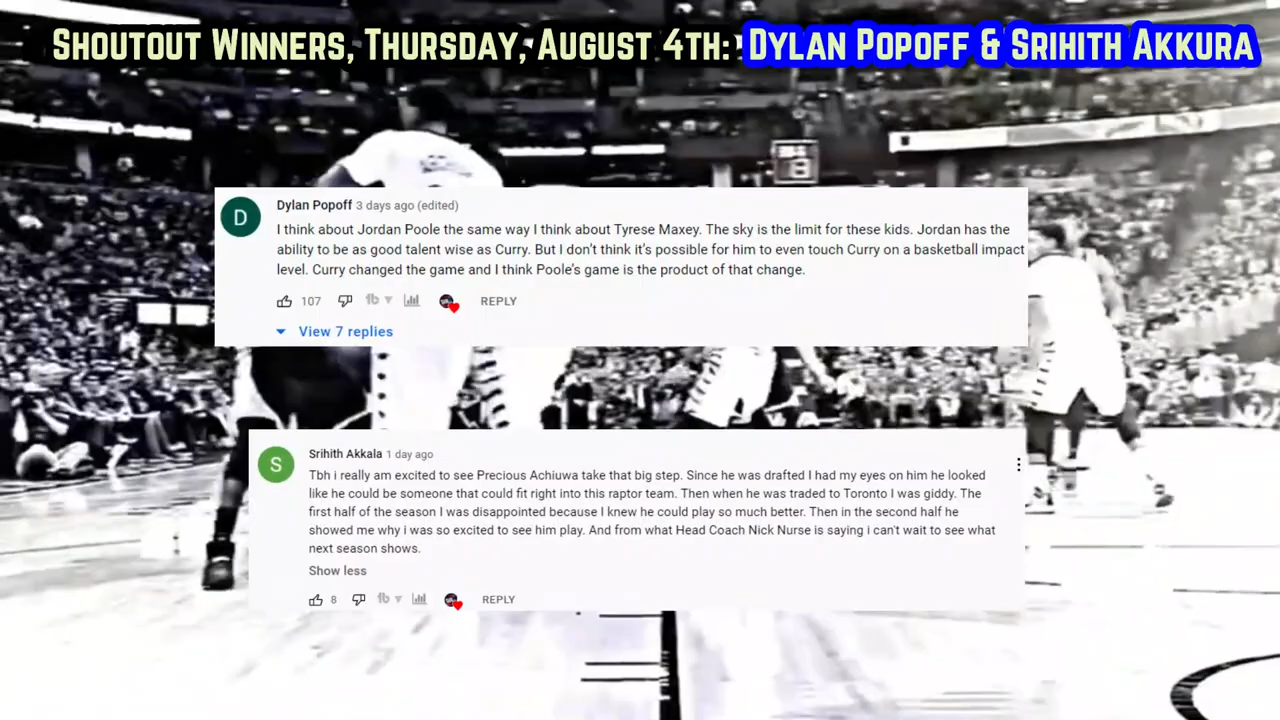 Shoutout Winners, Thursday, August 4th: Dylan Popoff & Srihith Akkura
D
Dylan Popoff 3 days ago (edited)
I think about Jordan Poole the same way I think about Tyrese Maxey. The sky is the limit for these kids. Jordan has the
ability to be as good talent wise as Curry. But I don't think it's possible for him to even touch Curry on a basketball impact
level. Curry changed the game and I think Poole's game is the product of that change.
107 fb REPLY
View 7 replies
S
Srihith Akkala 1 day ago
Tbh i really am excited to see Precious Achiuwa take that big step. Since he was drafted I had my eyes on him he looked
like he could be someone that could fit right into this raptor team. Then when he was traded to Toronto I was giddy. The
first half of the season I was disappointed because I knew he could play so much better. Then in the second half he
showed me why i was so excited to see him play. And from what Head Coach Nick Nurse is saying i can't wait to see what
next season shows.
Show less
8 fb REPLY